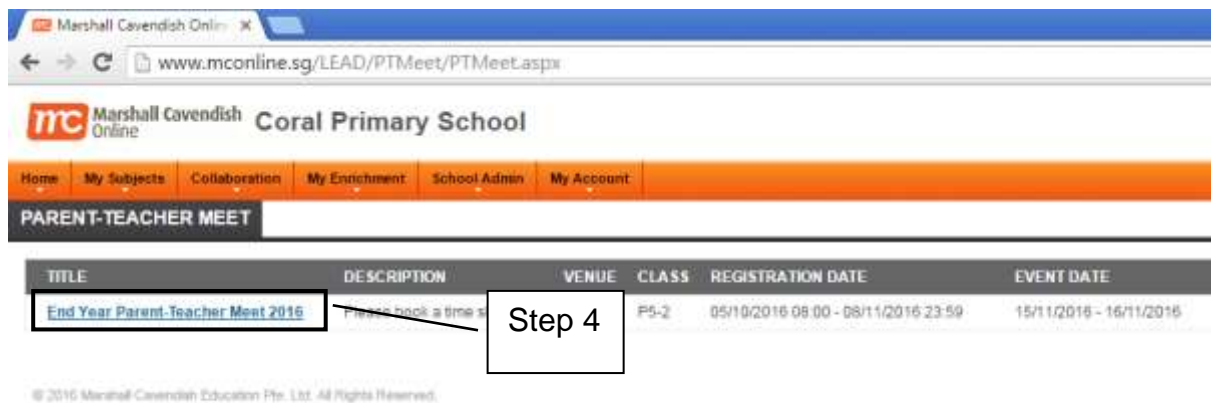 Marshall Cavendish Onlin
www.mconline.sg/LEAD/PTMeet/PTMeet.aspx
mc Marshall Cavendish Online Coral Primary School
Home My Subjects Collaboration My Enrichment School Admin My Account
PARENT-TEACHER MEET
TITLE DESCRIPTION VENUE CLASS REGISTRATION DATE EVENT DATE
End Year Parent-Teacher Meet 2016 Please book a time s P5-2 05/10/2016 08:00 - 08/11/2016 23:59 15/11/2016 - 16/11/2016
Step 4
© 2016 Marshall Cavendish Education Pte. Ltd. All Rights Reserved.